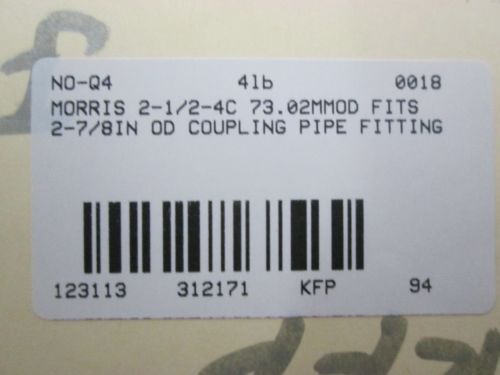 NO-Q4 4lb 0018
MORRIS 2-1/2-4C 73.02MMOD FITS
2-7/8IN OD COUPLING PIPE FITTING
123113 312171 KFP 94